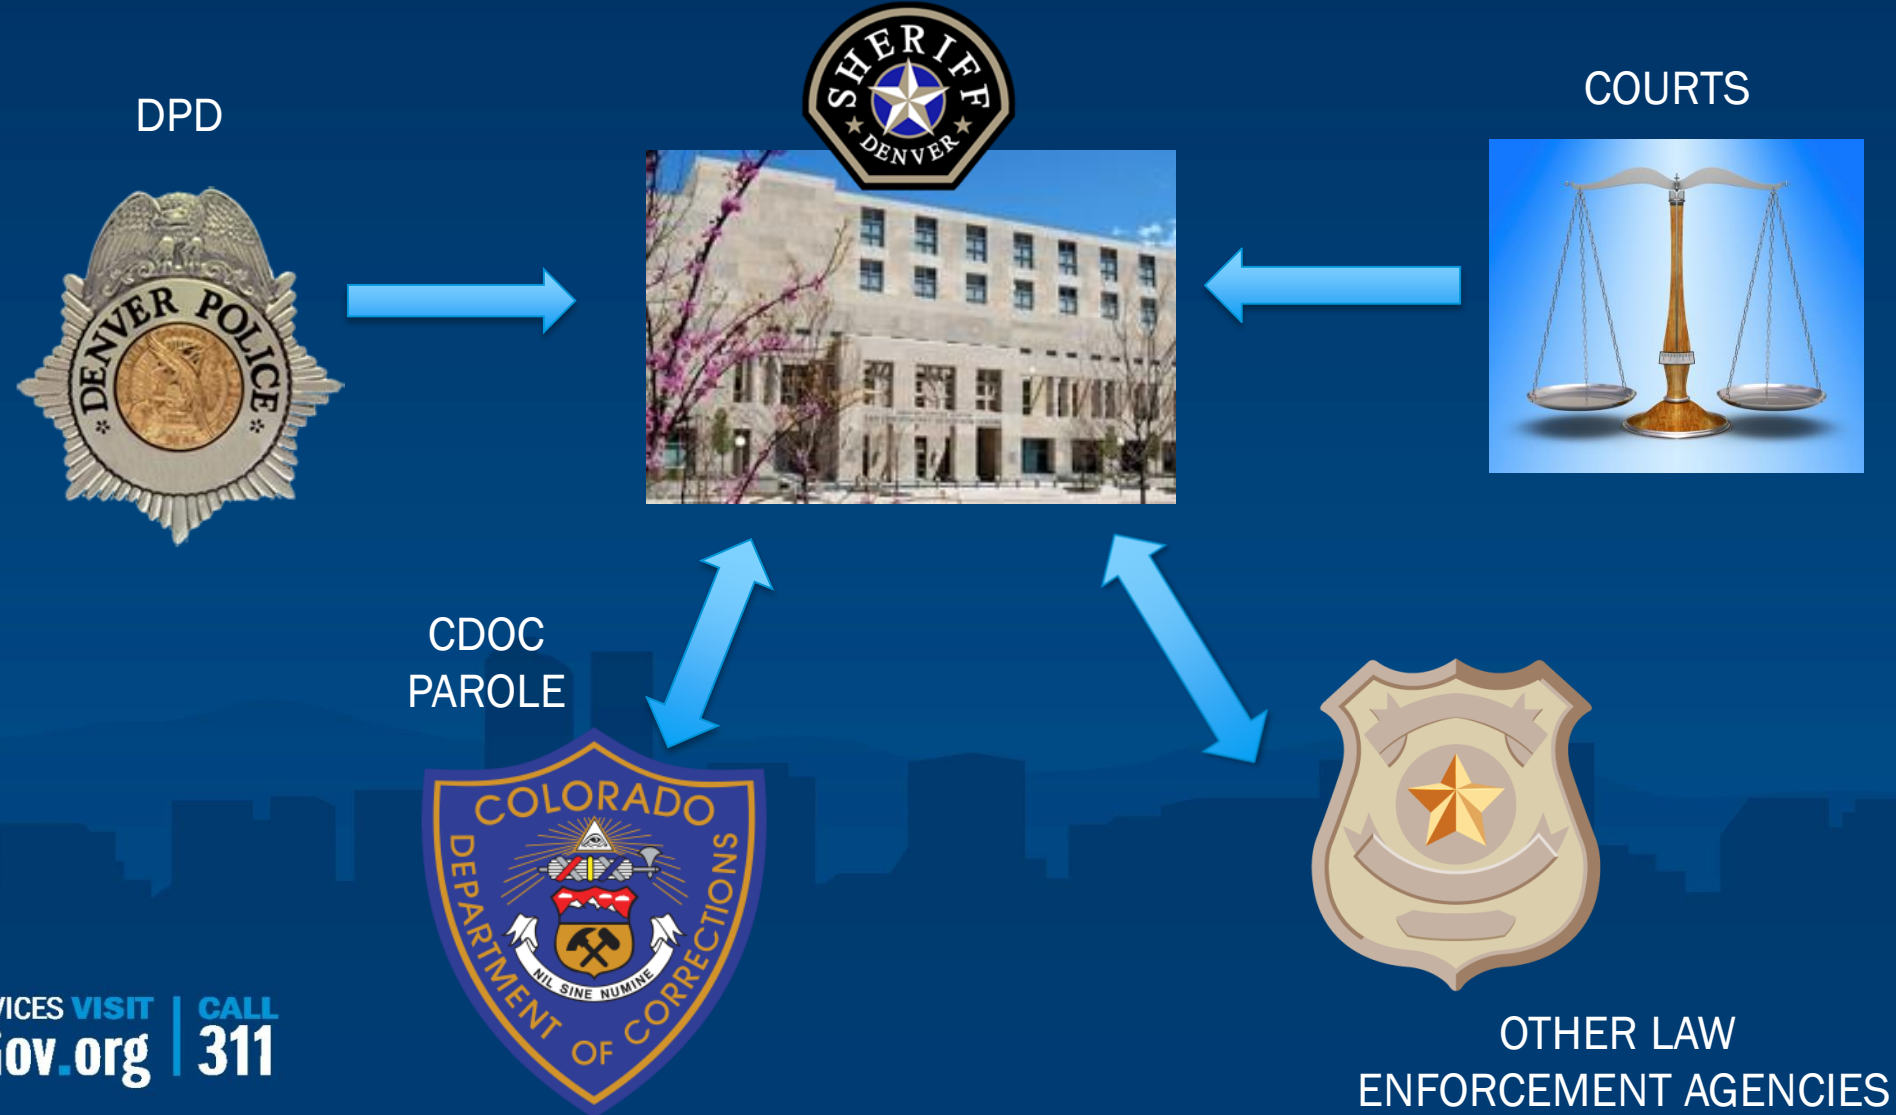 SHERIFF
DENVER
DPD
COURTS
DENVER POLICE
CDOC
PAROLE
COLORADO
DEPARTMENT OF CORRECTIONS
NIL SINE NUMINE
VICES VISIT
Gov.org
CALL
311
OTHER LAW
ENFORCEMENT AGENCIES